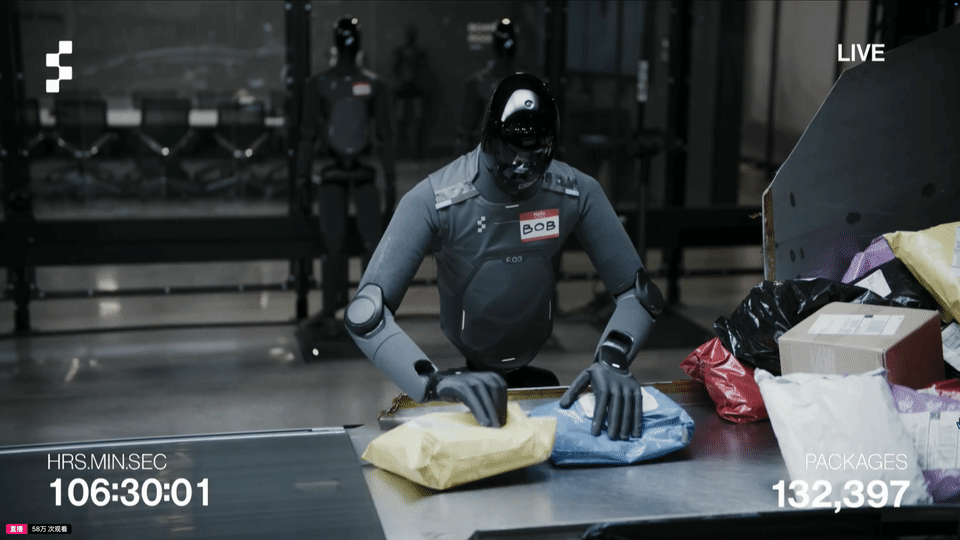 LIVE
HELLO
BOB
F.03
HRS.MIN.SEC
106:30:01
PACKAGES
132,397
直播
58万 次观看